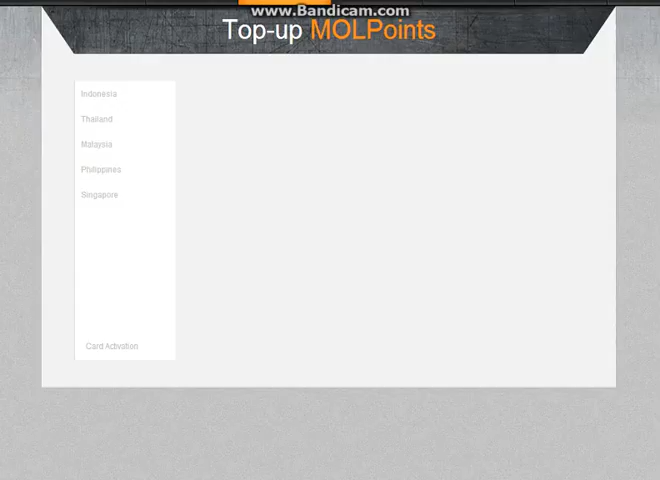 www.Bandicam.com
Top-up MOLPoints
Indonesia
Thailand
Malaysia
Philippines
Singapore
Card Activation